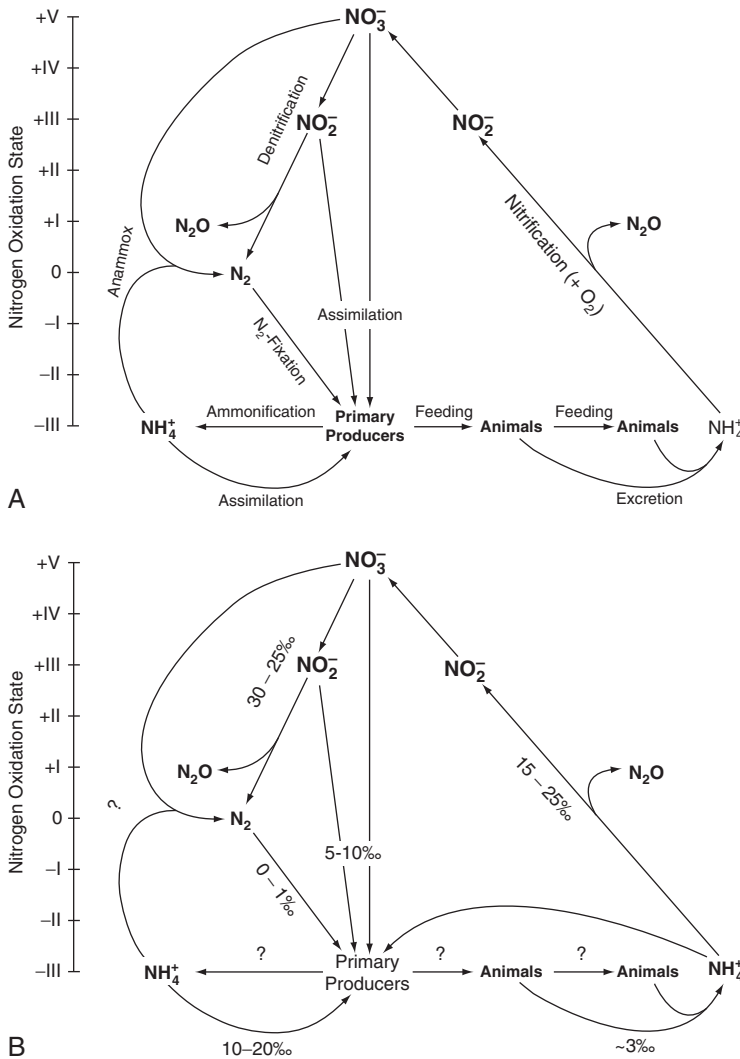 Nitrogen Oxidation State
+V
+IV
+III
+II
+I
0
–I
–II
–III
NO₃⁻
Denitrification
NO₂⁻
NO₂⁻
N₂O
N₂O
Nitrification (+ O₂)
Anammox
N₂
Assimilation
N₂-Fixation
NH₄⁺
Ammonification
Primary
Producers
Feeding
Animals
Feeding
Animals
NH₄⁺
Assimilation
Excretion
A
Nitrogen Oxidation State
+V
+IV
+III
+II
+I
0
–I
–II
–III
NO₃⁻
30 – 25‰
NO₂⁻
NO₂⁻
N₂O
N₂O
15 – 25‰
?
N₂
5-10‰
0 – 1‰
NH₄⁺
?
Primary
Producers
?
Animals
?
Animals
NH₄⁺
10–20‰
~3‰
B